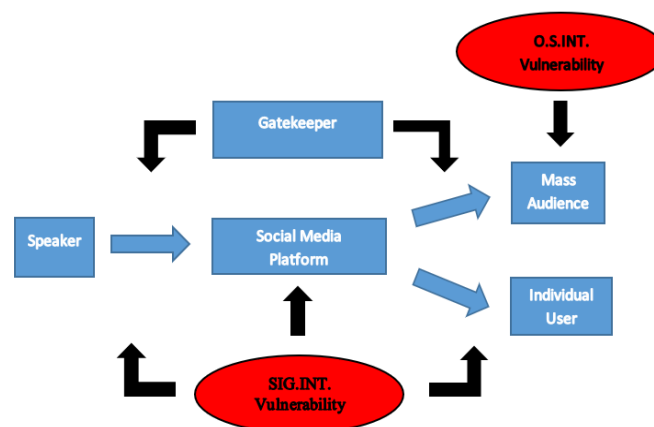 O.S.INT.
Vulnerability
Gatekeeper
Mass
Audience
Speaker
Social Media
Platform
Individual
User
SIG.INT.
Vulnerability